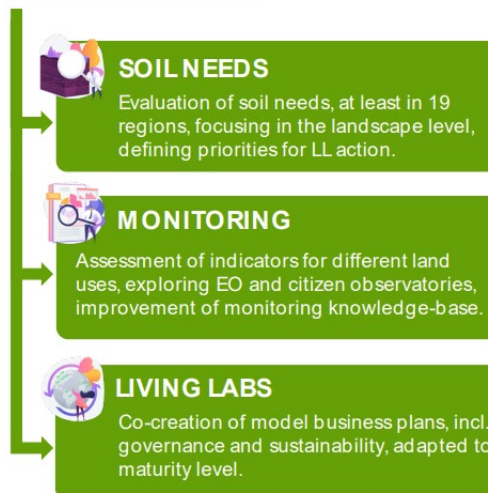 SOIL NEEDS
Evaluation of soil needs, at least in 19
regions, focusing in the landscape level,
defining priorities for LL action.
MONITORING
Assessment of indicators for different land
uses, exploring EO and citizen observatories,
improvement of monitoring knowledge-base.
LIVING LABS
Co-creation of model business plans, incl.
governance and sustainability, adapted to
maturity level.